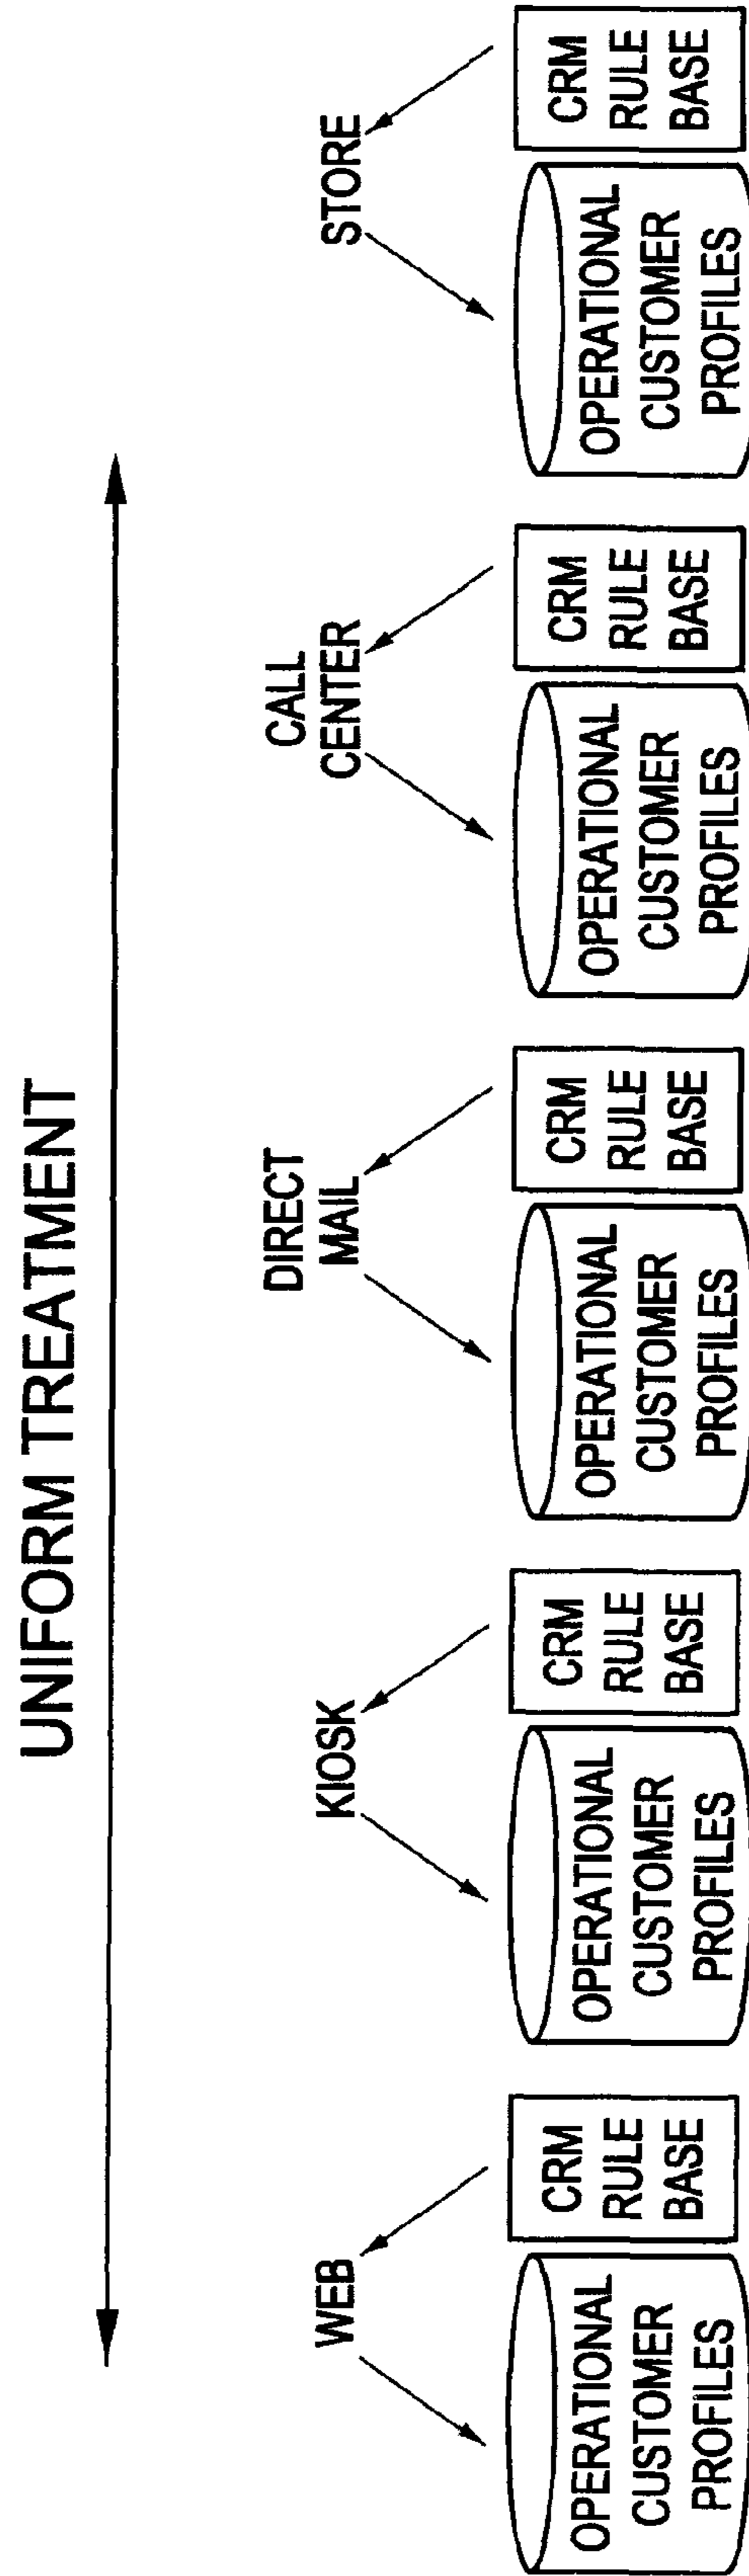 UNIFORM TREATMENT
WEB
OPERATIONAL
CUSTOMER
PROFILES
CRM
RULE
BASE
KIOSK
OPERATIONAL
CUSTOMER
PROFILES
CRM
RULE
BASE
DIRECT
MAIL
OPERATIONAL
CUSTOMER
PROFILES
CRM
RULE
BASE
CALL
CENTER
OPERATIONAL
CUSTOMER
PROFILES
CRM
RULE
BASE
STORE
OPERATIONAL
CUSTOMER
PROFILES
CRM
RULE
BASE